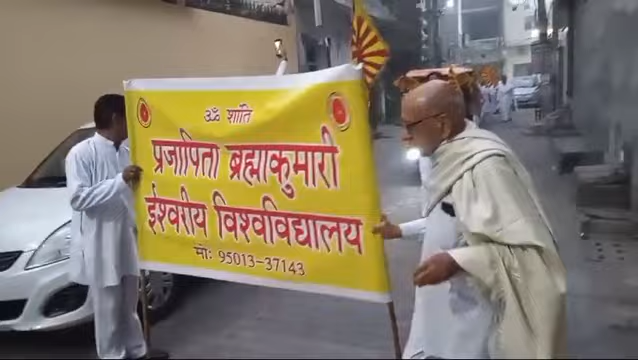 ॐ शांति
प्रजापिता ब्रह्माकुमारी
ईश्वरीय विश्वविद्यालय
मो: 95013-37143